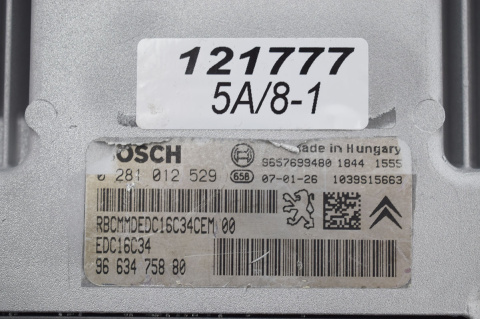 121777
5A/8-1
BOSCH
Made in Hungary
9657699480 1844 1555
0 281 012 529
658
07-01-26
1039S15663
RBCMMDEDC16C34CEM 00
EDC16C34
96 634 758 80